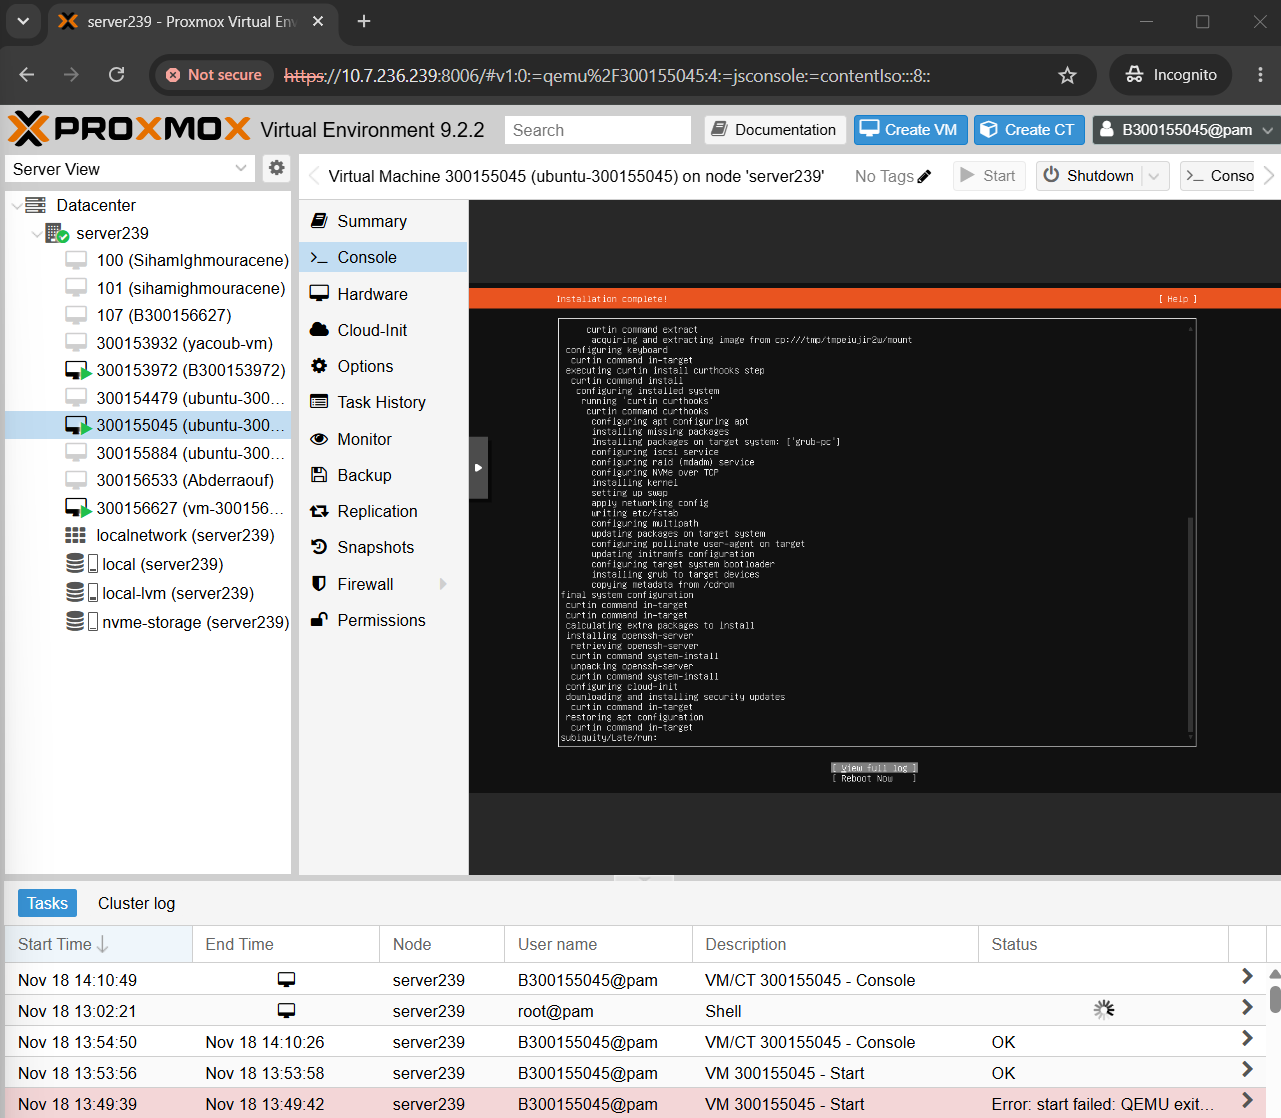 server239 - Proxmox Virtual Env
Not secure
https://10.7.236.239:8006/#v1:0:=qemu%2F300155045:4:=jsconsole:=contentIso:::8::
Incognito
PROXMOX Virtual Environment 9.2.2
Search
Documentation
Create VM
Create CT
B300155045@pam
Server View
Virtual Machine 300155045 (ubuntu-300155045) on node 'server239'
No Tags
Start
Shutdown
Conso
Datacenter
server239
100 (SihamIghmouracene)
101 (sihamighmouracene)
107 (B300156627)
300153932 (yacoub-vm)
300153972 (B300153972)
300154479 (ubuntu-300...
300155045 (ubuntu-300...
300155884 (ubuntu-300...
300156533 (Abderraouf)
300156627 (vm-300156...
localnetwork (server239)
local (server239)
local-lvm (server239)
nvme-storage (server239)
Summary
Console
Hardware
Cloud-Init
Options
Task History
Monitor
Backup
Replication
Snapshots
Firewall
Permissions
Installation complete!
[ Help ]
curtin command extract
acquiring and extracting image from cp:///tmp/tmpeiujir2w/mount
configuring keyboard
curtin command in-target
executing curtin install curthooks step
curtin command install
configuring installed system
running 'curtin curthooks'
curtin command curthooks
configuring apt configuring apt
installing missing packages
Installing packages on target system: ['grub-pc']
configuring iscsi service
configuring raid (mdadm) service
configuring NVMe over TCP
installing kernel
setting up swap
apply networking config
writing etc/fstab
configuring multipath
updating packages on target system
configuring pollinate user-agent on target
updating initramfs configuration
configuring target system bootloader
installing grub to target devices
copying metadata from /cdrom
final system configuration
curtin command in-target
curtin command in-target
calculating extra packages to install
installing openssh-server
retrieving openssh-server
curtin command system-install
unpacking openssh-server
curtin command system-install
configuring cloud-init
downloading and installing security updates
curtin command in-target
restoring apt configuration
curtin command in-target
subiquity/Late/run:
[ View full log ]
[ Reboot Now ]
Tasks
Cluster log
Start Time End Time Node User name Description Status
Nov 18 14:10:49 server239 B300155045@pam VM/CT 300155045 - Console
Nov 18 13:02:21 server239 root@pam Shell
Nov 18 13:54:50 Nov 18 14:10:26 server239 B300155045@pam VM/CT 300155045 - Console OK
Nov 18 13:53:56 Nov 18 13:53:58 server239 B300155045@pam VM 300155045 - Start OK
Nov 18 13:49:39 Nov 18 13:49:42 server239 B300155045@pam VM 300155045 - Start Error: start failed: QEMU exit...